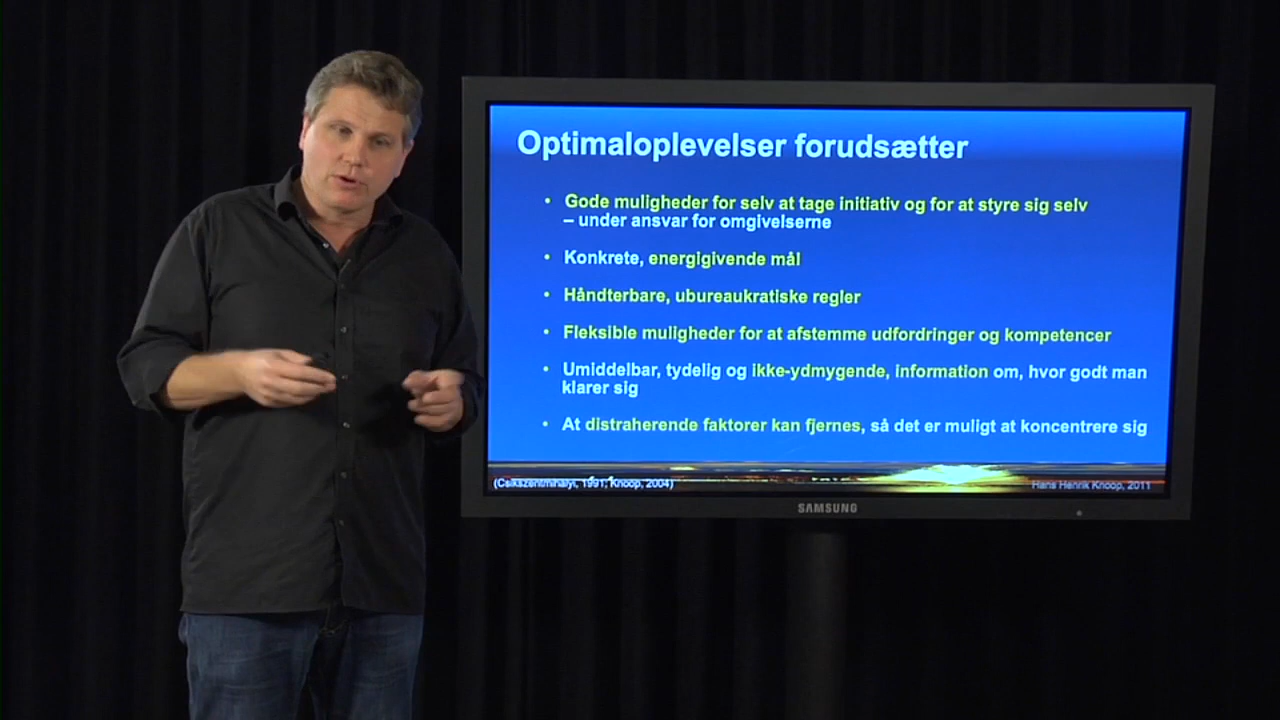 Optimaloplevelser forudsætter
• Gode muligheder for selv at tage initiativ og for at styre sig selv
– under ansvar for omgivelserne
• Konkrete, energigivende mål
• Håndterbare, ubureaukratiske regler
• Fleksible muligheder for at afstemme udfordringer og kompetencer
• Umiddelbar, tydelig og ikke-ydmygende, information om, hvor godt man
klarer sig
• At distraherende faktorer kan fjernes, så det er muligt at koncentrere sig
(Csikszentmihalyi, 1991; Knoop, 2004)
Hans Henrik Knoop, 2011
SAMSUNG